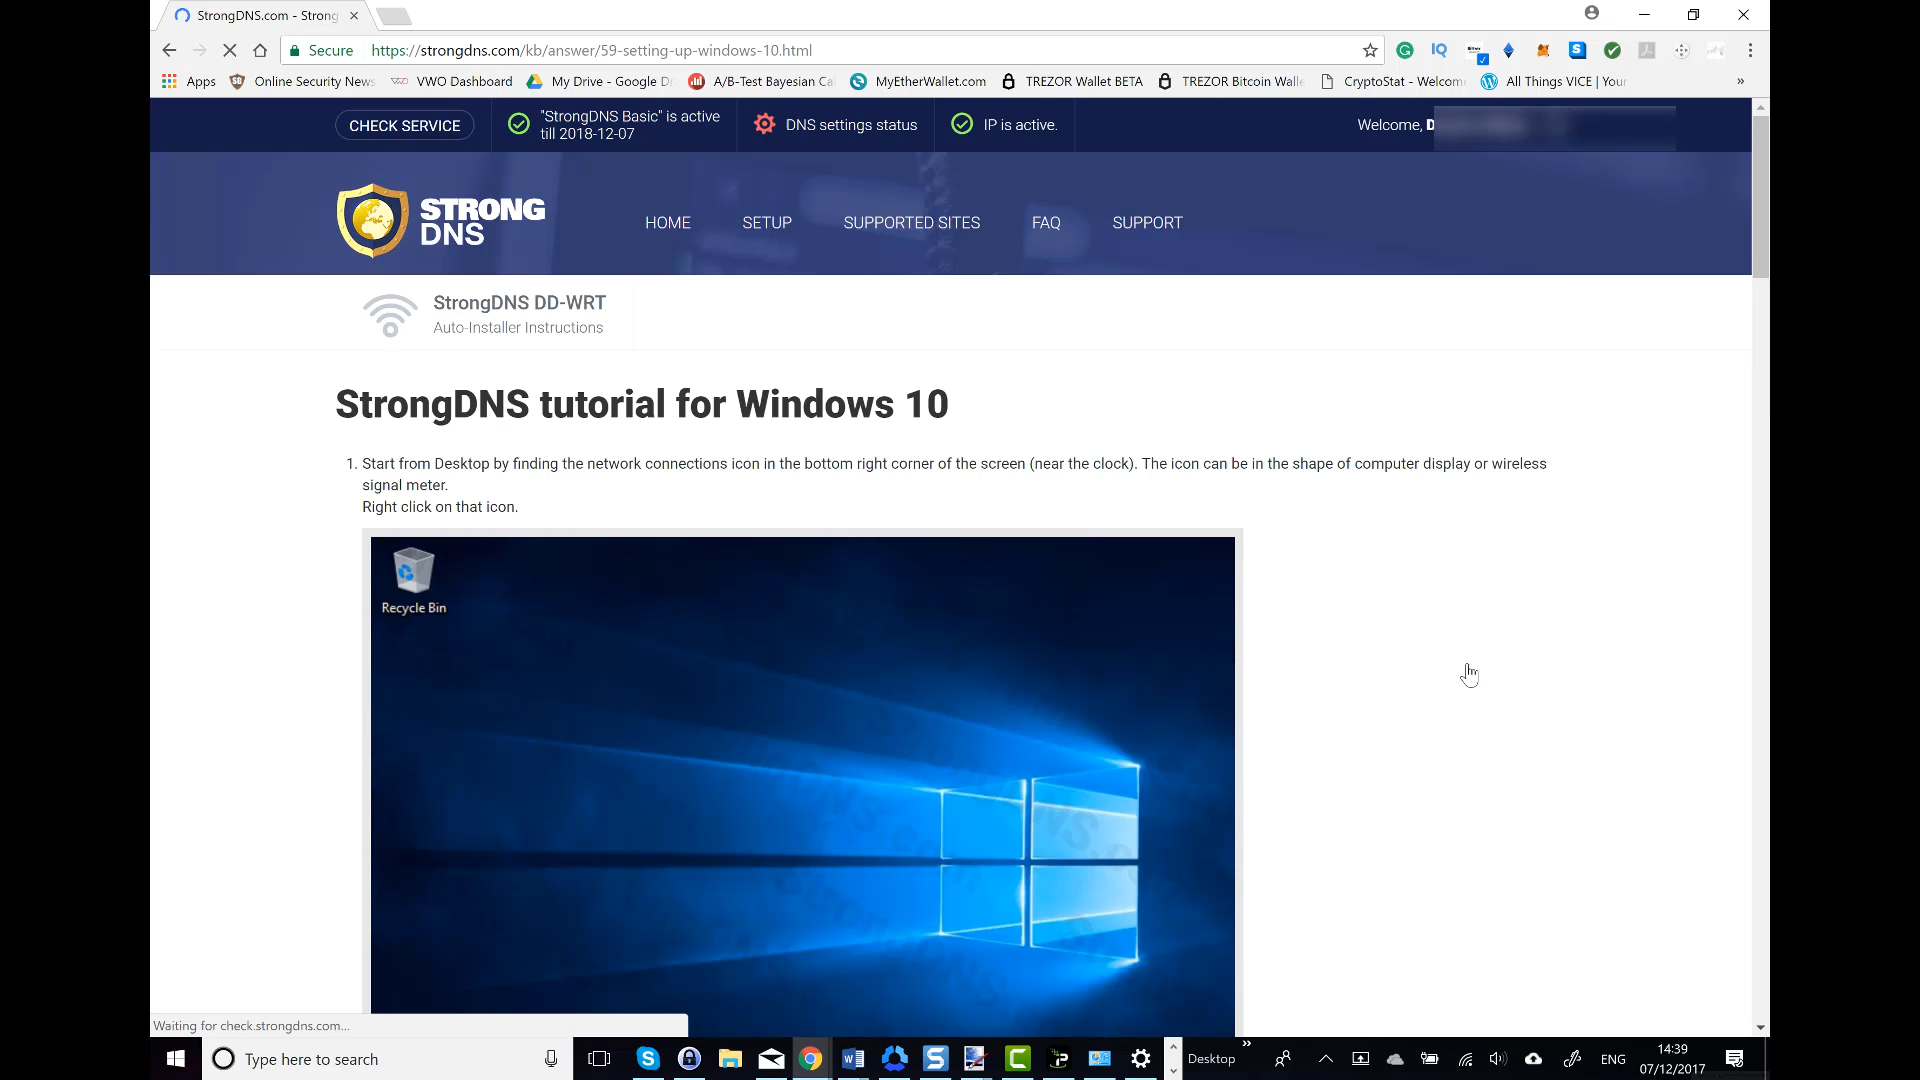 StrongDNS.com - Strong
Secure https://strongdns.com/kb/answer/59-setting-up-windows-10.html
Apps Online Security News VWO Dashboard My Drive - Google D A/B-Test Bayesian Ca MyEtherWallet.com TREZOR Wallet BETA TREZOR Bitcoin Walle CryptoStat - Welcom All Things VICE | Your
CHECK SERVICE
"StrongDNS Basic" is active
till 2018-12-07
DNS settings status
IP is active.
Welcome, D
STRONG
DNS
HOME SETUP SUPPORTED SITES FAQ SUPPORT
StrongDNS DD-WRT
Auto-Installer Instructions
StrongDNS tutorial for Windows 10
1. Start from Desktop by finding the network connections icon in the bottom right corner of the screen (near the clock). The icon can be in the shape of computer display or wireless
signal meter.
Right click on that icon.
Recycle Bin
Waiting for check.strongdns.com...
Type here to search
Desktop
ENG
14:39
07/12/2017